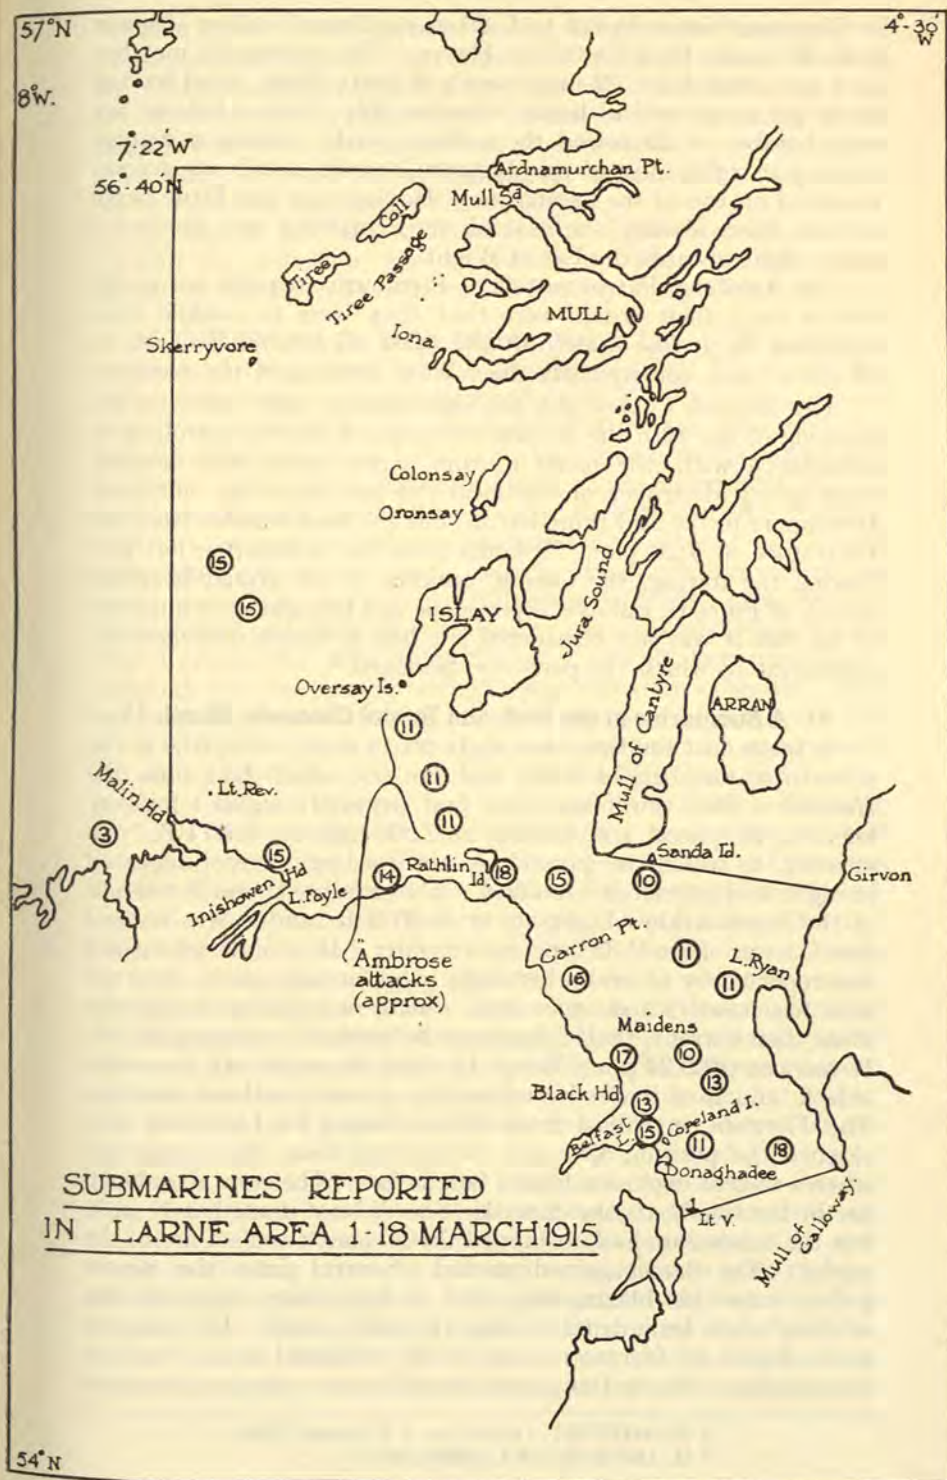 57°N
4°-30'
W
8°W.
7°22'W
56°-40'N
Ardnamurchan Pt.
Mull Sd
Coll
Tiree
Tiree Passage
MULL
Iona
Skerryvore
Colonsay
Oronsay
15
15
ISLAY
Jura Sound
Oversay Is.
Mull of Cantyre
ARRAN
11
11
11
Malin Hd
Lt. Rev.
3
15
Inishowen Hd
L. Foyle
14
Rathlin
Id.
18
15
10
Sanda Id.
Girvon
Ambrose
attacks
(approx)
Carron Pt.
16
11
L. Ryan
11
Maidens
17
10
13
Black Hd
13
Belfast
L.
15
Copeland I.
11
18
Donaghadee
Lt V.
Mull of
Galloway.
SUBMARINES REPORTED
IN LARNE AREA 1-18 MARCH 1915
54°N